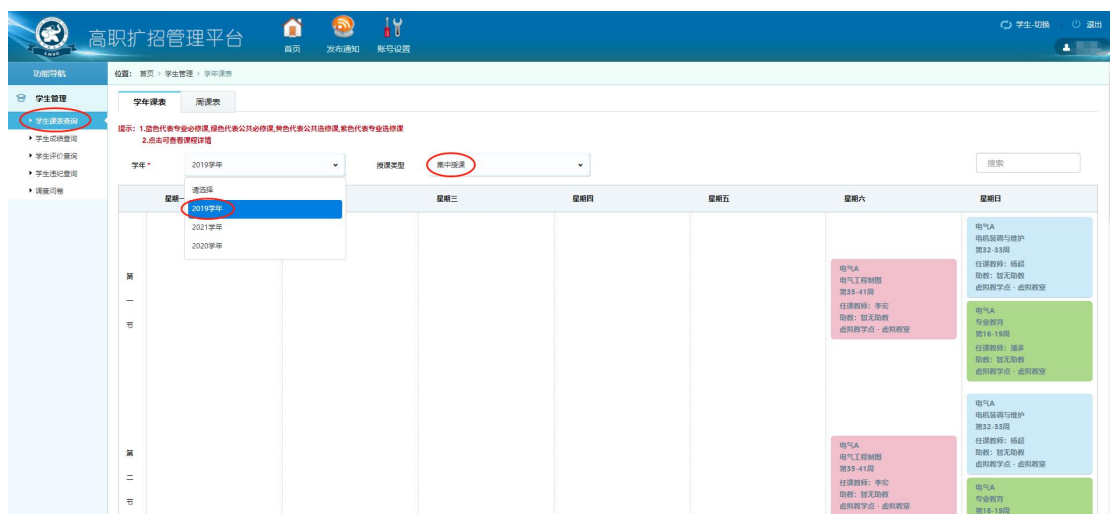 高职扩招管理平台
首页
发布通知
账号设置
学生-切换
退出
功能导航
位置： 首页 > 学生管理 > 学年课表
学生管理
学生课表查询
学生成绩查询
学生评价查询
学生违纪查询
调查问卷
学年课表
周课表
提示：1.蓝色代表专业必修课,绿色代表公共必修课,黄色代表公共选修课,紫色代表专业选修课
2.点击可查看课程详情
学年*
2019学年
授课类型
集中授课
搜索
请选择
2019学年
2021学年
2020学年
星期一
星期三
星期四
星期五
星期六
星期日
第
一
节
电气A
电气工程制图
第35-41周
任课教师：李宏
助教：暂无助教
虚拟教学点 - 虚拟教室
电气A
电机装调与维护
第32-33周
任课教师：杨超
助教：暂无助教
虚拟教学点 - 虚拟教室
电气A
专业教育
第16-19周
任课教师：潘多
助教：暂无助教
虚拟教学点 - 虚拟教室
第
二
节
电气A
电气工程制图
第35-41周
任课教师：李宏
助教：暂无助教
虚拟教学点 - 虚拟教室
电气A
电机装调与维护
第32-33周
任课教师：杨超
助教：暂无助教
虚拟教学点 - 虚拟教室
电气A
专业教育
第16-19周